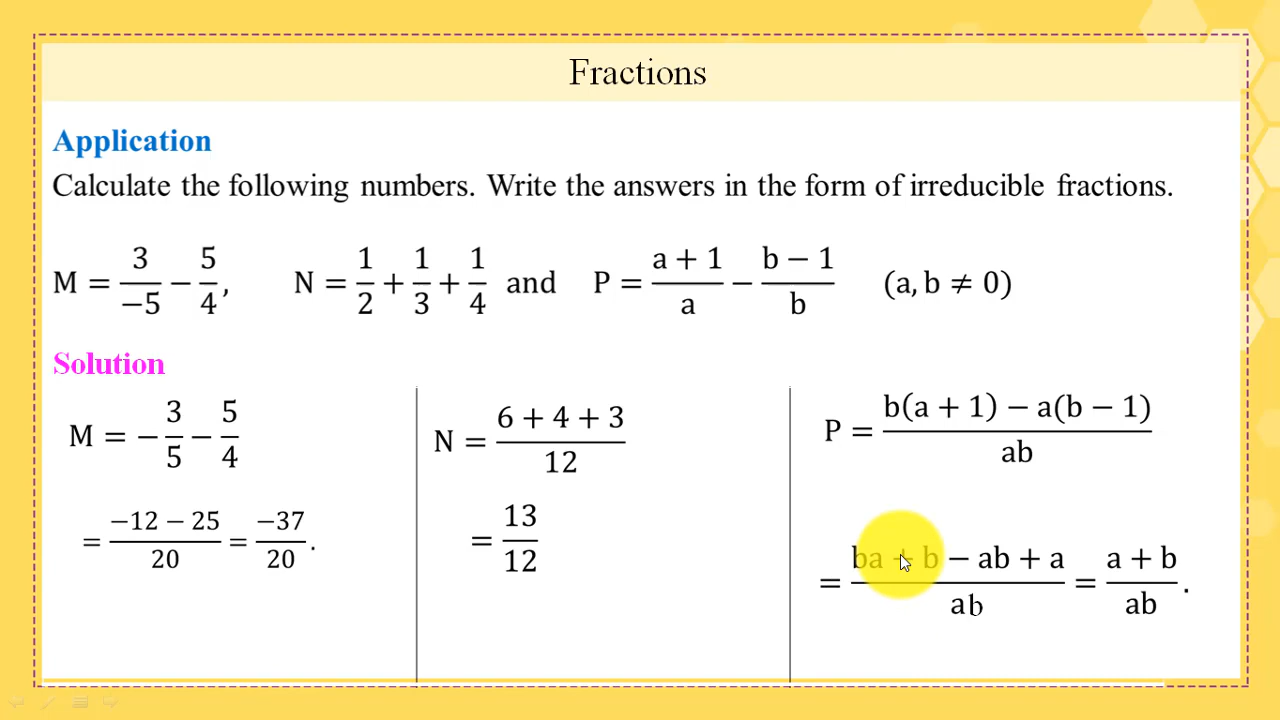 Fractions
Application
Calculate the following numbers. Write the answers in the form of irreducible fractions.
M = 3/−5 − 5/4, N = 1/2 + 1/3 + 1/4 and P = a + 1/a − b − 1/b (a, b ≠ 0)
Solution
M = − 3/5 − 5/4
= −12 − 25/20 = −37/20.
N = 6 + 4 + 3/12
= 13/12
P = b(a + 1) − a(b − 1)/ab
= ba + b − ab + a/ab = a + b/ab.